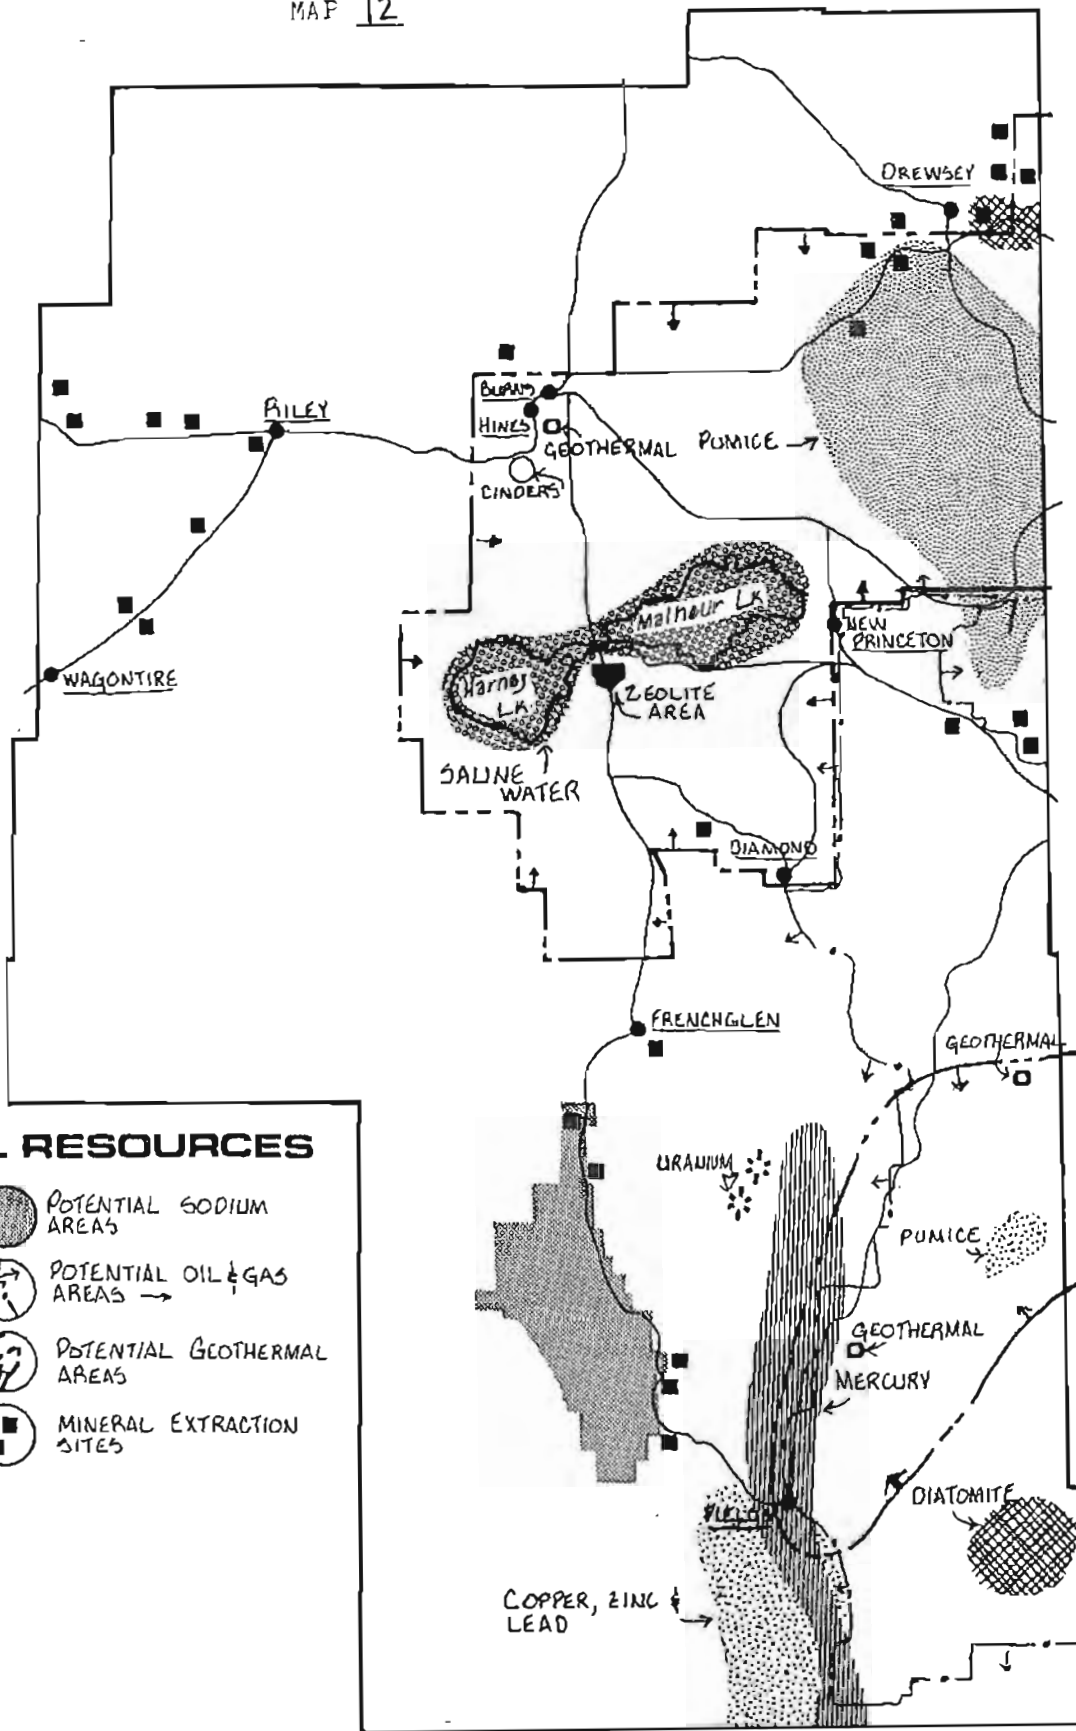 MAP 12
DREWSEY
BURNS
HINES
GEOTHERMAL
CINDERS
RILEY
PUMICE
Malheur Lk
NEW
PRINCETON
WAGONTIRE
Harney
Lk.
ZEOLITE
AREA
SALINE
WATER
DIAMOND
FRENCHGLEN
GEOTHERMAL
L RESOURCES
POTENTIAL SODIUM
AREAS
POTENTIAL OIL & GAS
AREAS
POTENTIAL GEOTHERMAL
AREAS
MINERAL EXTRACTION
SITES
URANIUM
PUMICE
GEOTHERMAL
MERCURY
DIATOMITE
COPPER, ZINC &
LEAD